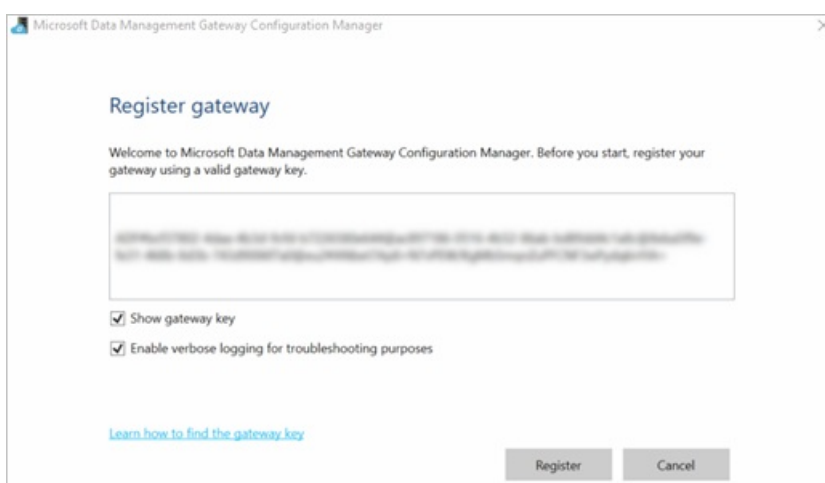 Microsoft Data Management Gateway Configuration Manager
Register gateway
Welcome to Microsoft Data Management Gateway Configuration Manager. Before you start, register your
gateway using a valid gateway key.
Show gateway key
Enable verbose logging for troubleshooting purposes
Learn how to find the gateway key
Register
Cancel